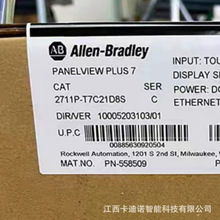 AB Allen-Bradley
PANELVIEW PLUS 7
CAT SER
2711P-T7C21D8S C
DIR/VER 10005203103/01
U.P.C
00885630920504
Rockwell Automation, 1201 S 2nd St, Milwaukee,
MAT.NO. PN-558509
INPUT: TOU
DISPLAY S
POWER: DC
ETHERNET
江西卡迪诺智能科技有限公司